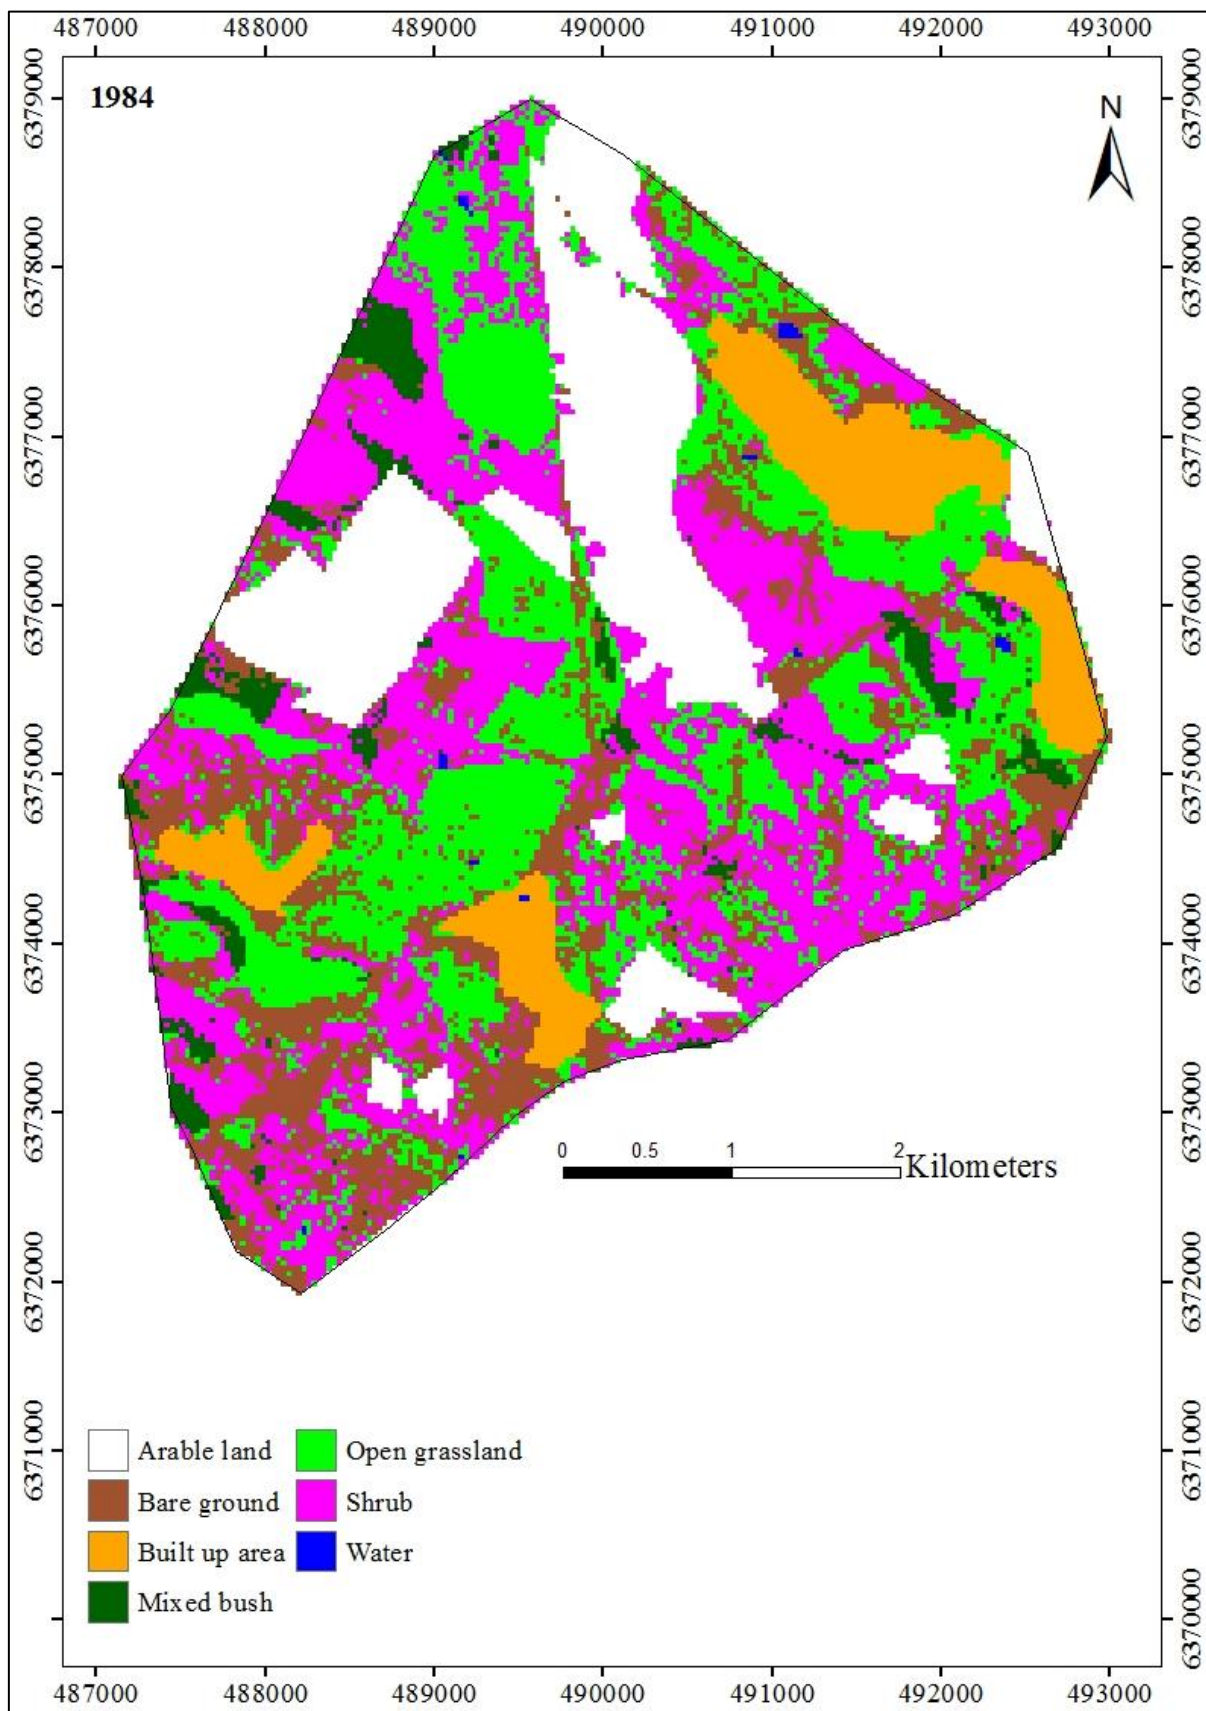 487000 488000 489000 490000 491000 492000 493000
1984
N
6379000 6379000
6378000 6378000
6377000 6377000
6376000 6376000
6375000 6375000
6374000 6374000
6373000 6373000
0 0.5 1 2 Kilometers
6372000 6372000
6371000 6371000
Arable land Open grassland
Bare ground Shrub
Built up area Water
Mixed bush
6370000
487000 488000 489000 490000 491000 492000 493000